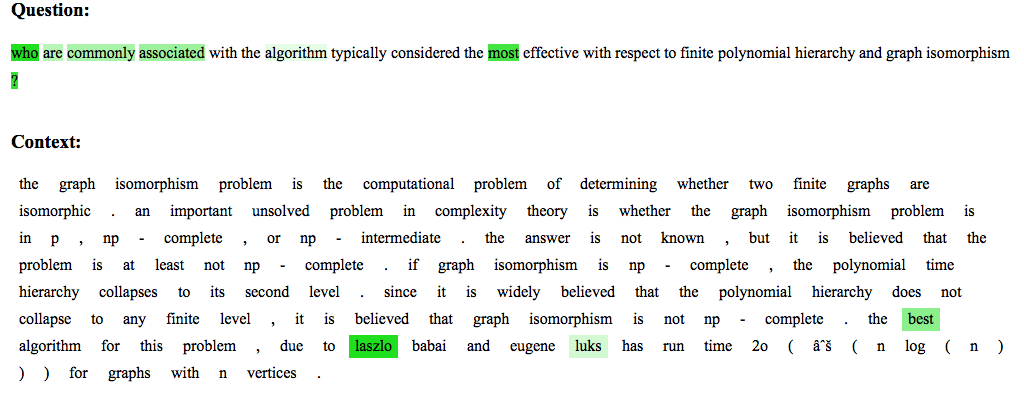 Question:
who are commonly associated with the algorithm typically considered the most effective with respect to finite polynomial hierarchy and graph isomorphism
?
Context:
the graph isomorphism problem is the computational problem of determining whether two finite graphs are
isomorphic . an important unsolved problem in complexity theory is whether the graph isomorphism problem is
in p , np - complete , or np - intermediate . the answer is not known , but it is believed that the
problem is at least not np - complete . if graph isomorphism is np - complete , the polynomial time
hierarchy collapses to its second level . since it is widely believed that the polynomial hierarchy does not
collapse to any finite level , it is believed that graph isomorphism is not np - complete . the best
algorithm for this problem , due to laszlo babai and eugene luks has run time 2o ( âˆš ( n log ( n )
) ) for graphs with n vertices .